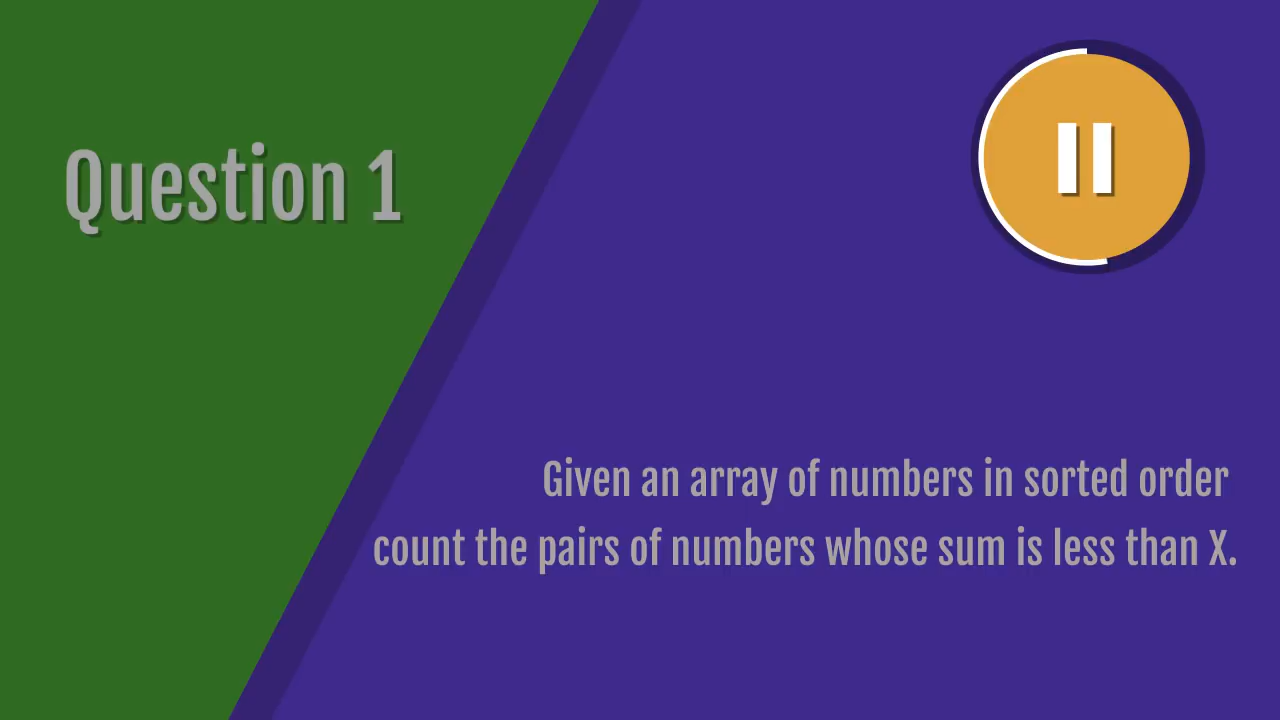 Question 1
Given an array of numbers in sorted order
count the pairs of numbers whose sum is less than X.